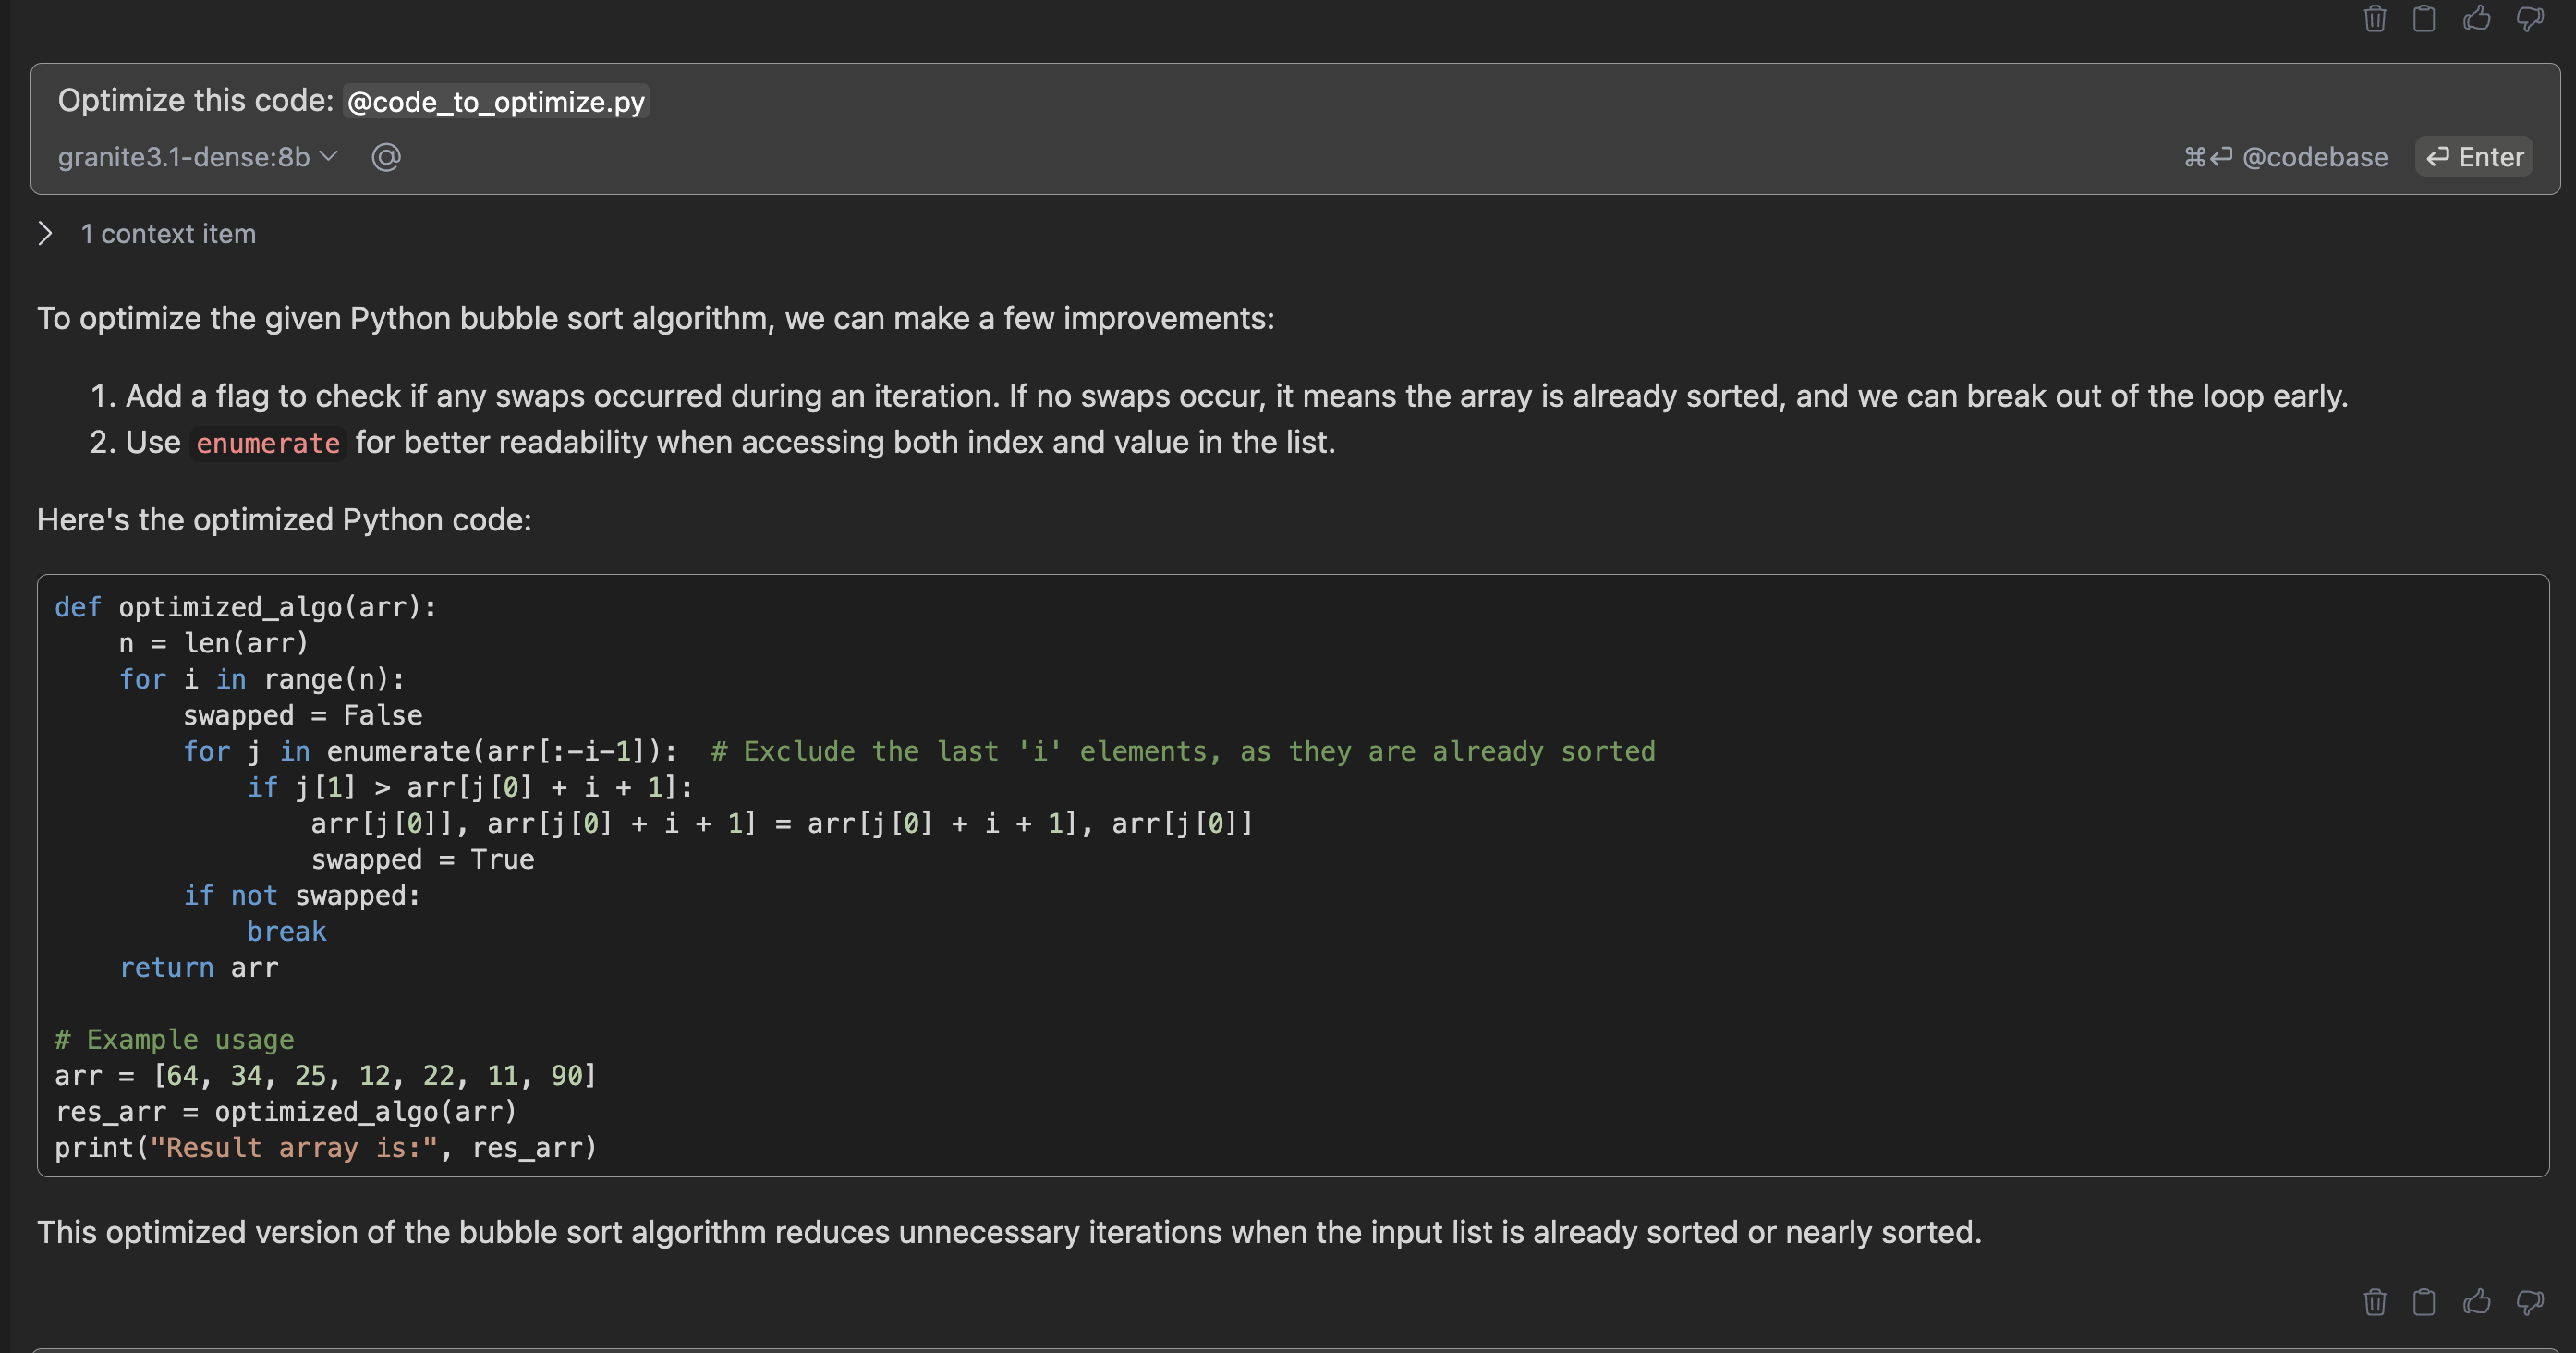 Optimize this code: @code_to_optimize.py
granite3.1-dense:8b @ ⌘⏎ @codebase ⏎ Enter
1 context item
To optimize the given Python bubble sort algorithm, we can make a few improvements:
1. Add a flag to check if any swaps occurred during an iteration. If no swaps occur, it means the array is already sorted, and we can break out of the loop early.
2. Use enumerate for better readability when accessing both index and value in the list.
Here's the optimized Python code:
def optimized_algo(arr):
    n = len(arr)
    for i in range(n):
        swapped = False
        for j in enumerate(arr[:-i-1]):  # Exclude the last 'i' elements, as they are already sorted
            if j[1] > arr[j[0] + i + 1]:
                arr[j[0]], arr[j[0] + i + 1] = arr[j[0] + i + 1], arr[j[0]]
                swapped = True
        if not swapped:
            break
    return arr

# Example usage
arr = [64, 34, 25, 12, 22, 11, 90]
res_arr = optimized_algo(arr)
print("Result array is:", res_arr)
This optimized version of the bubble sort algorithm reduces unnecessary iterations when the input list is already sorted or nearly sorted.